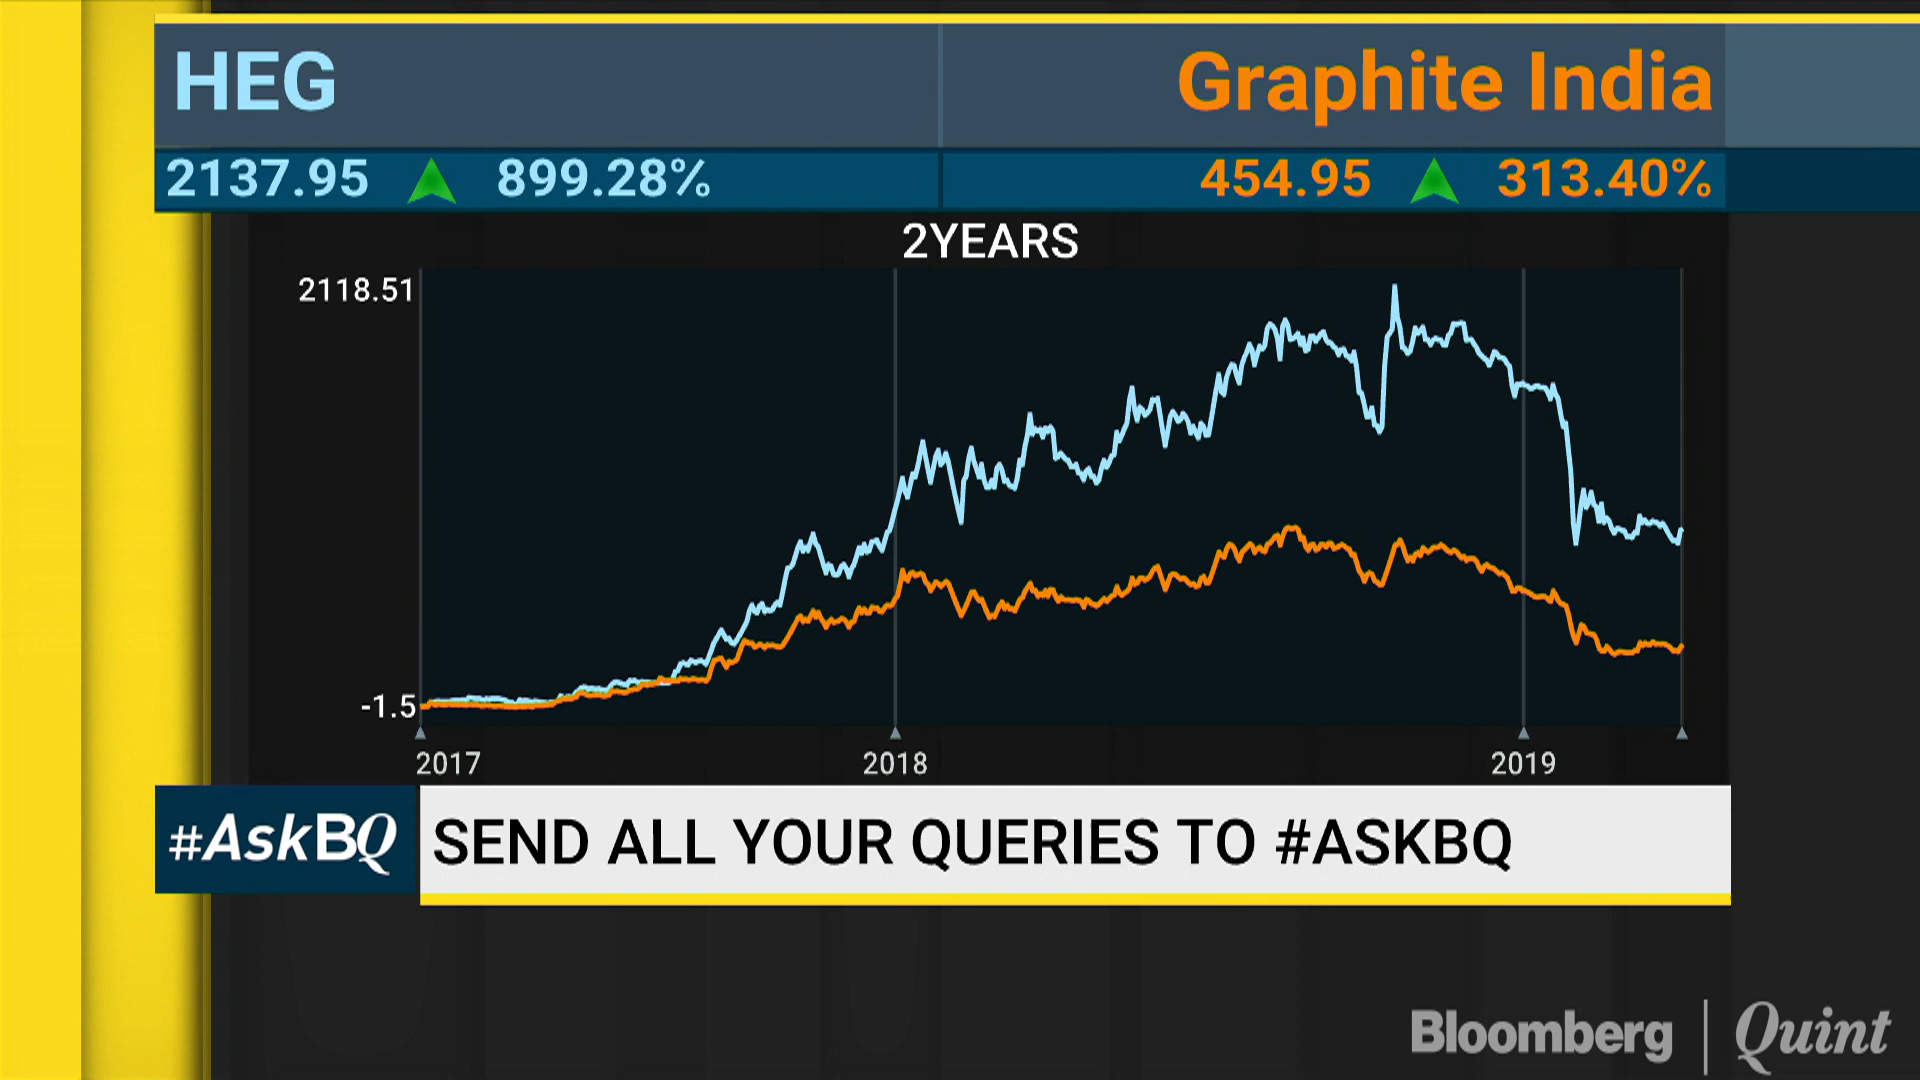 HEG
Graphite India
2137.95 899.28%
454.95 313.40%
2YEARS
2118.51
-1.5
2017 2018 2019
#AskBQ
SEND ALL YOUR QUERIES TO #ASKBQ
Bloomberg | Quint